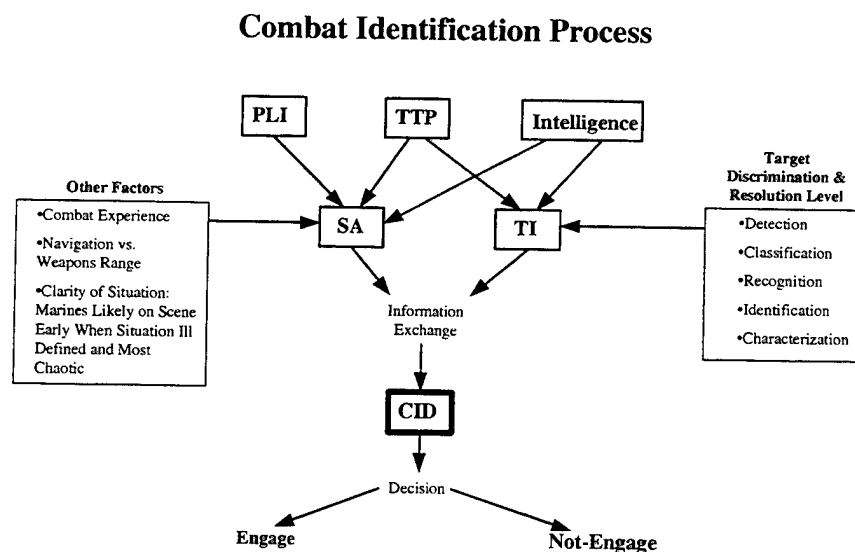 Combat Identification Process
PLI
TTP
Intelligence
Other Factors
•Combat Experience
•Navigation vs.
Weapons Range
•Clarity of Situation:
Marines Likely on Scene
Early When Situation Ill
Defined and Most
Chaotic
SA
TI
Target
Discrimination &
Resolution Level
•Detection
•Classification
•Recognition
•Identification
•Characterization
Information
Exchange
CID
Decision
Engage
Not-Engage